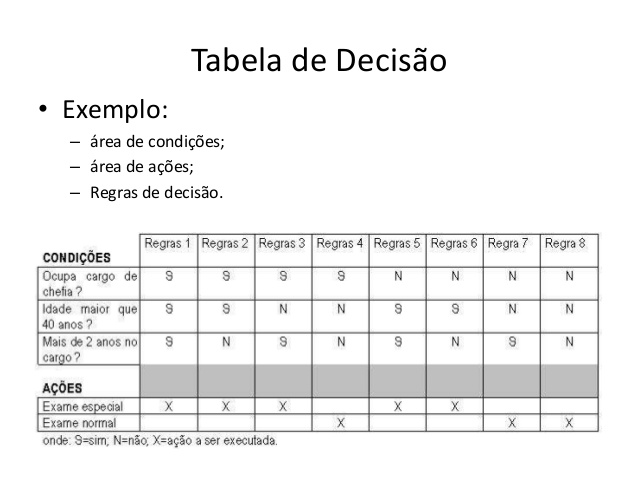 Tabela de Decisão
• Exemplo:
– área de condições;
– área de ações;
– Regras de decisão.
CONDIÇÕES Regras 1 Regras 2 Regras 3 Regras 4 Regras 5 Regras 6 Regra 7 Regra 8
Ocupa cargo de S S S S N N N N
chefia ?
Idade maior que S S N N S S N N
40 anos ?
Mais de 2 anos no S N S N S N S N
cargo?
AÇÕES
Exame especial X X X X X
Exame normal X X X
onde: S=sim; N=não; X=ação a ser executada.